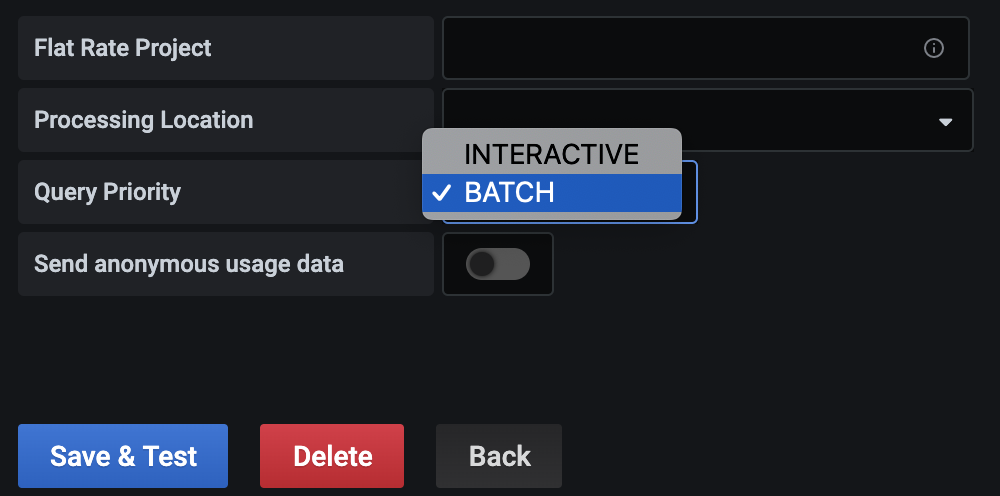 Flat Rate Project
Processing Location
INTERACTIVE
Query Priority
BATCH
Send anonymous usage data
Save & Test
Delete
Back